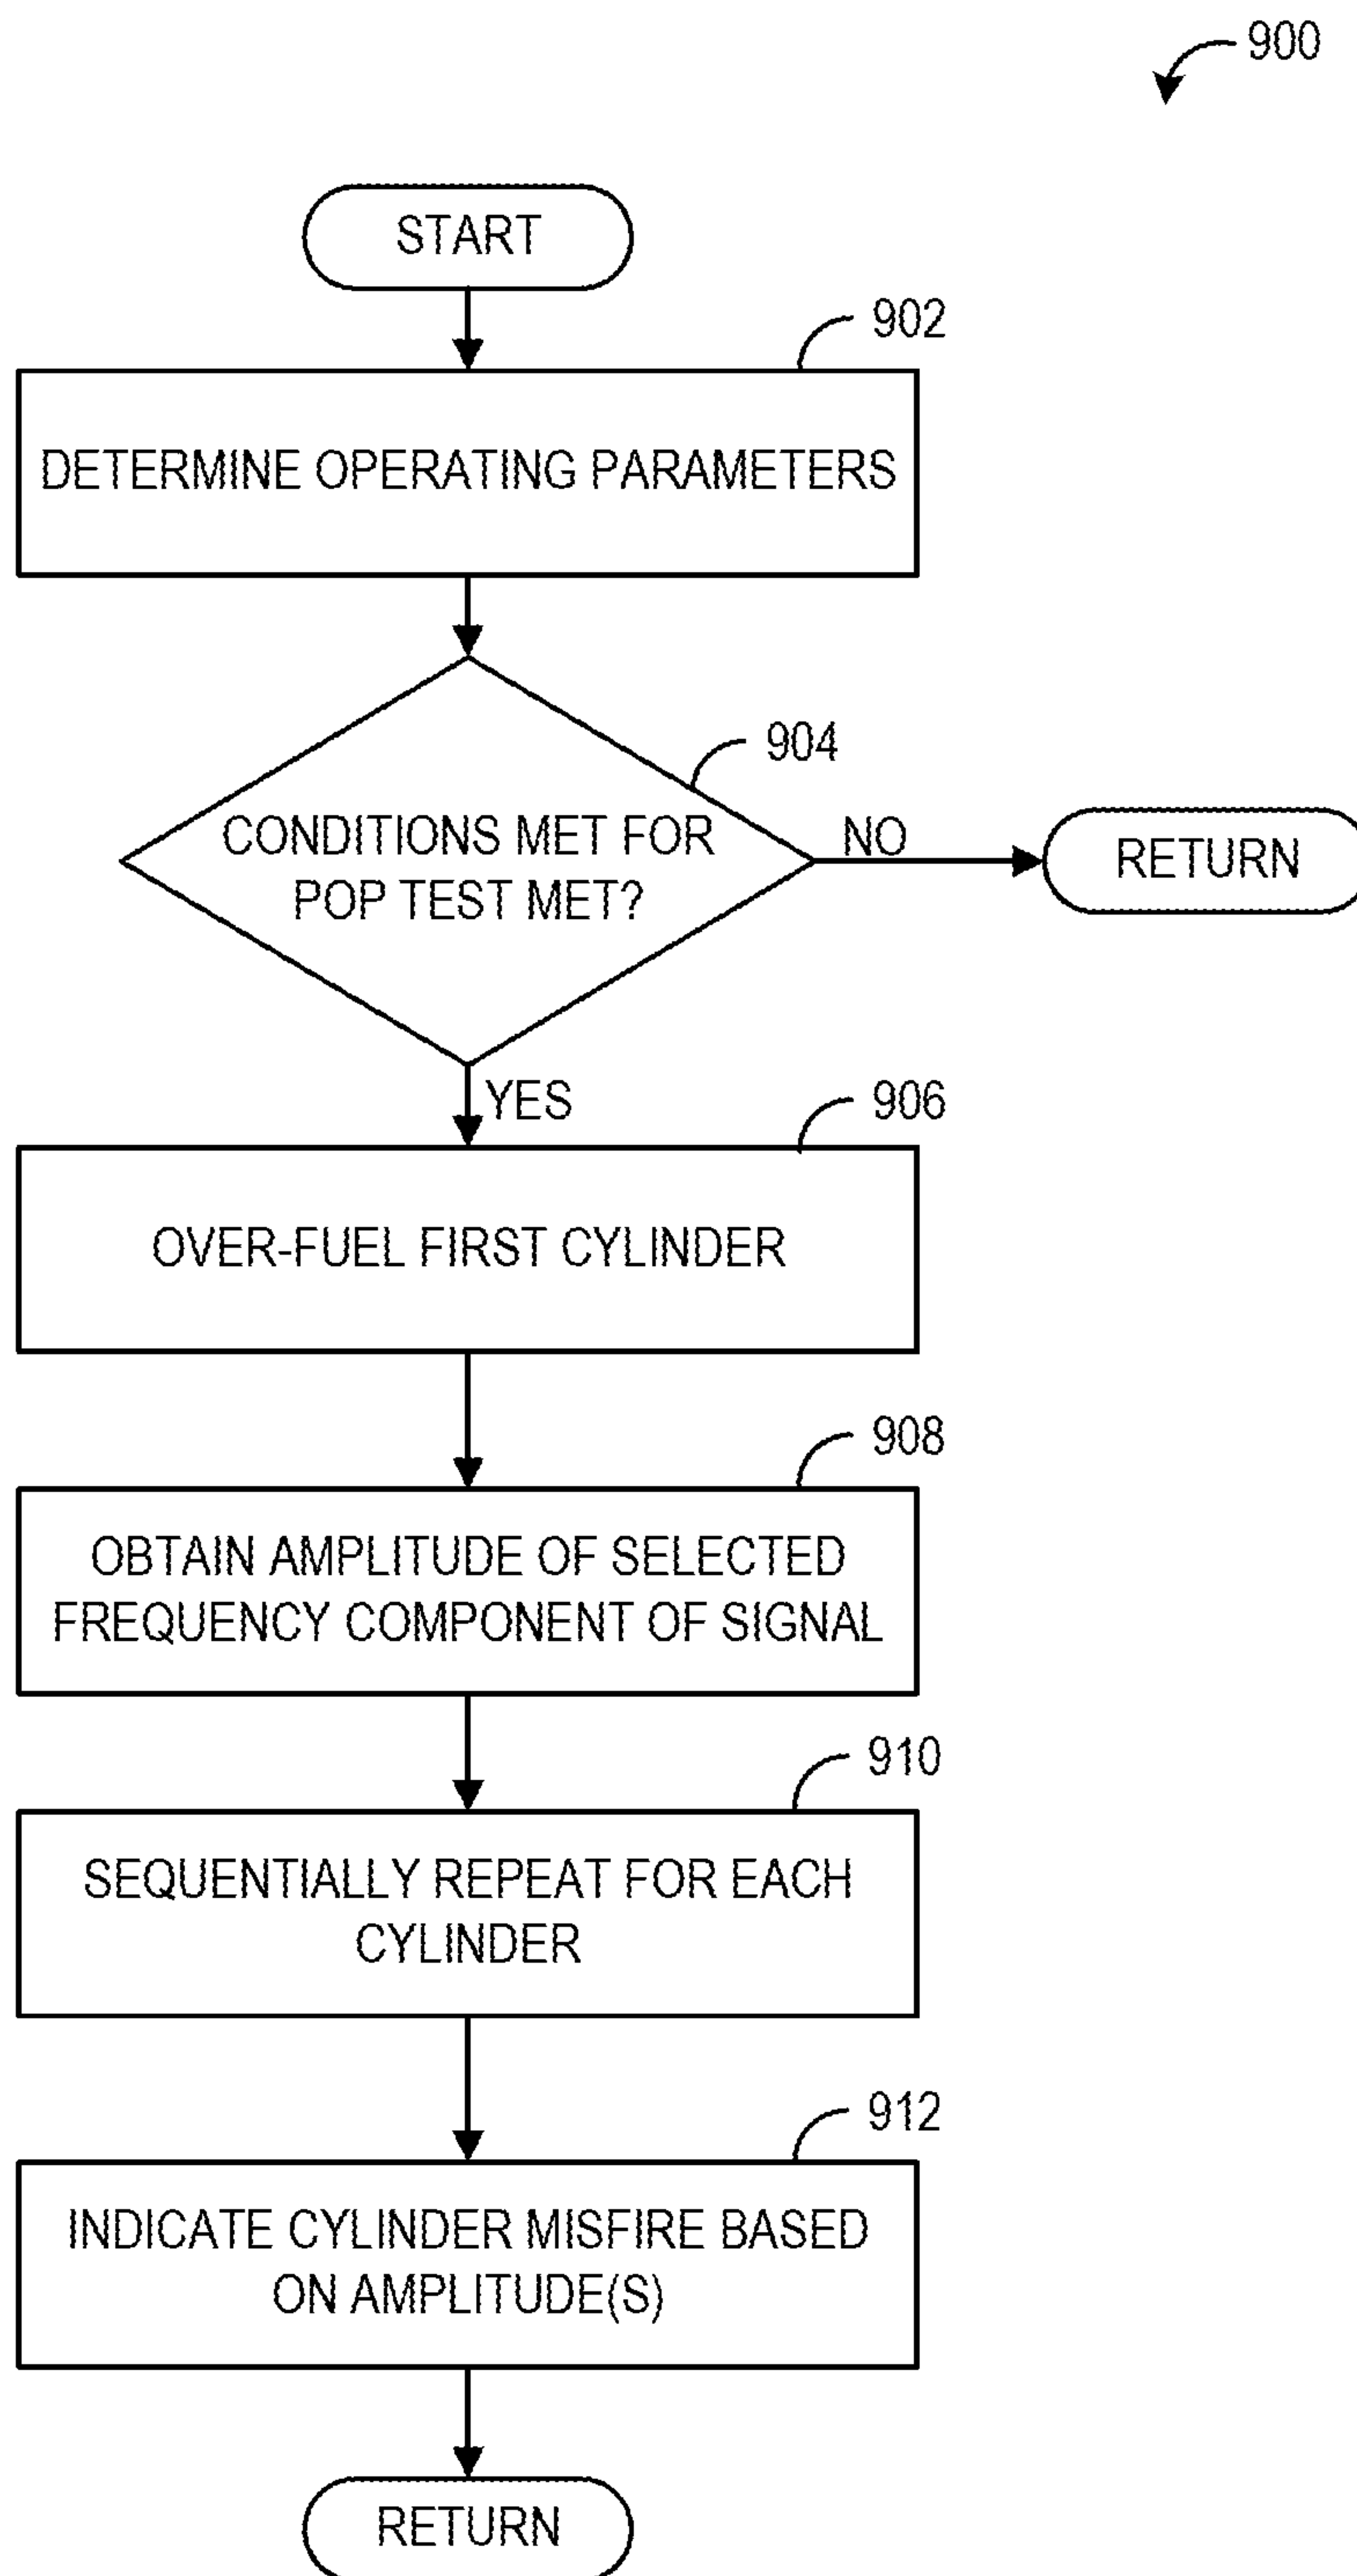 900
START
902
DETERMINE OPERATING PARAMETERS
904
CONDITIONS MET FOR
POP TEST MET?
NO
RETURN
YES
906
OVER-FUEL FIRST CYLINDER
908
OBTAIN AMPLITUDE OF SELECTED
FREQUENCY COMPONENT OF SIGNAL
910
SEQUENTIALLY REPEAT FOR EACH
CYLINDER
912
INDICATE CYLINDER MISFIRE BASED
ON AMPLITUDE(S)
RETURN